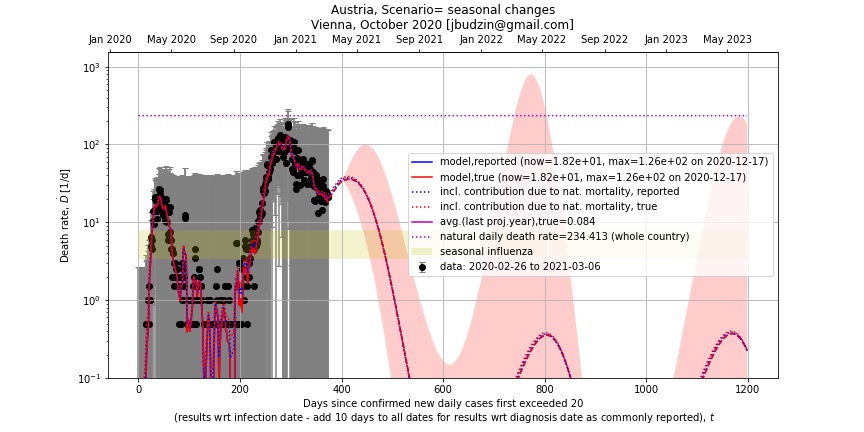 Austria, Scenario= seasonal changes
Vienna, October 2020 [jbudzin@gmail.com]
Jan 2020 May 2020 Sep 2020 Jan 2021 May 2021 Sep 2021 Jan 2022 May 2022 Sep 2022 Jan 2023 May 2023
Death rate, D [1/d]
10³
10²
10¹
10⁰
10⁻¹
model,reported (now=1.82e+01, max=1.26e+02 on 2020-12-17)
model,true (now=1.82e+01, max=1.26e+02 on 2020-12-17)
incl. contribution due to nat. mortality, reported
incl. contribution due to nat. mortality, true
avg.(last proj.year),true=0.084
natural daily death rate=234.413 (whole country)
seasonal influenza
data: 2020-02-26 to 2021-03-06
0 200 400 600 800 1000 1200
Days since confirmed new daily cases first exceeded 20
(results wrt infection date - add 10 days to all dates for results wrt diagnosis date as commonly reported), t